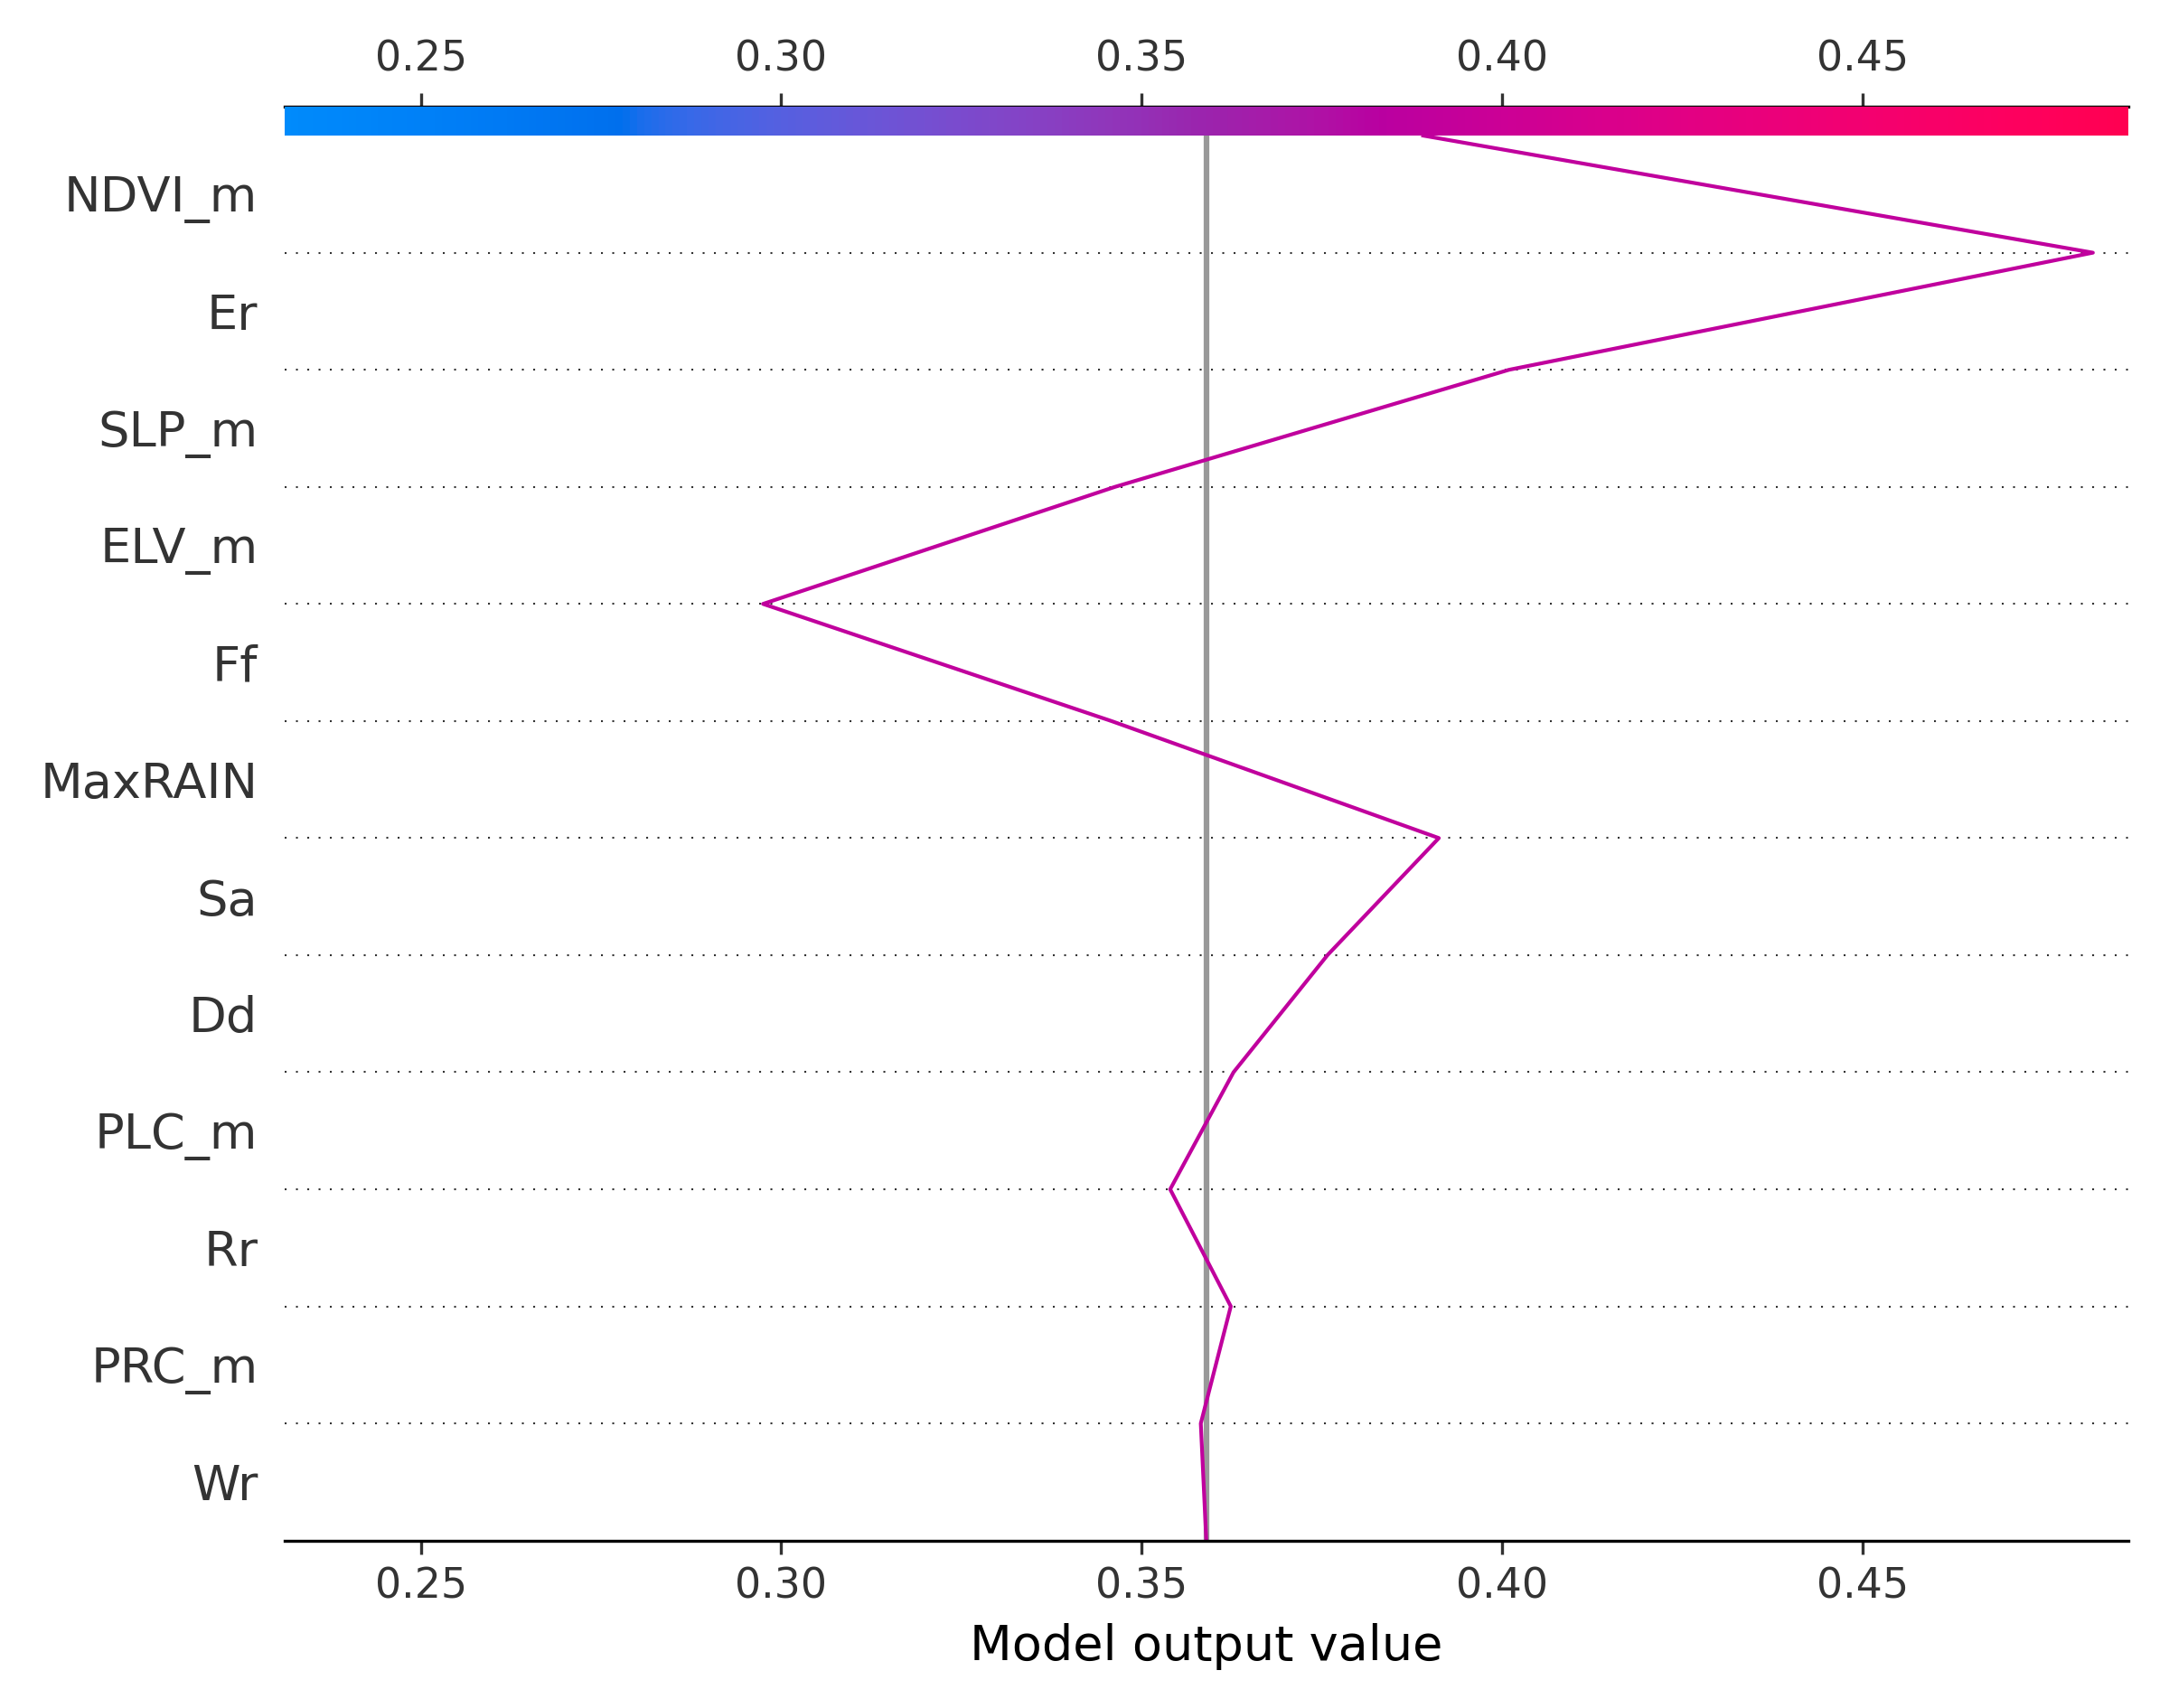 0.25 0.30 0.35 0.40 0.45
NDVI_m
Er
SLP_m
ELV_m
Ff
MaxRAIN
Sa
Dd
PLC_m
Rr
PRC_m
Wr
0.25 0.30 0.35 0.40 0.45
Model output value